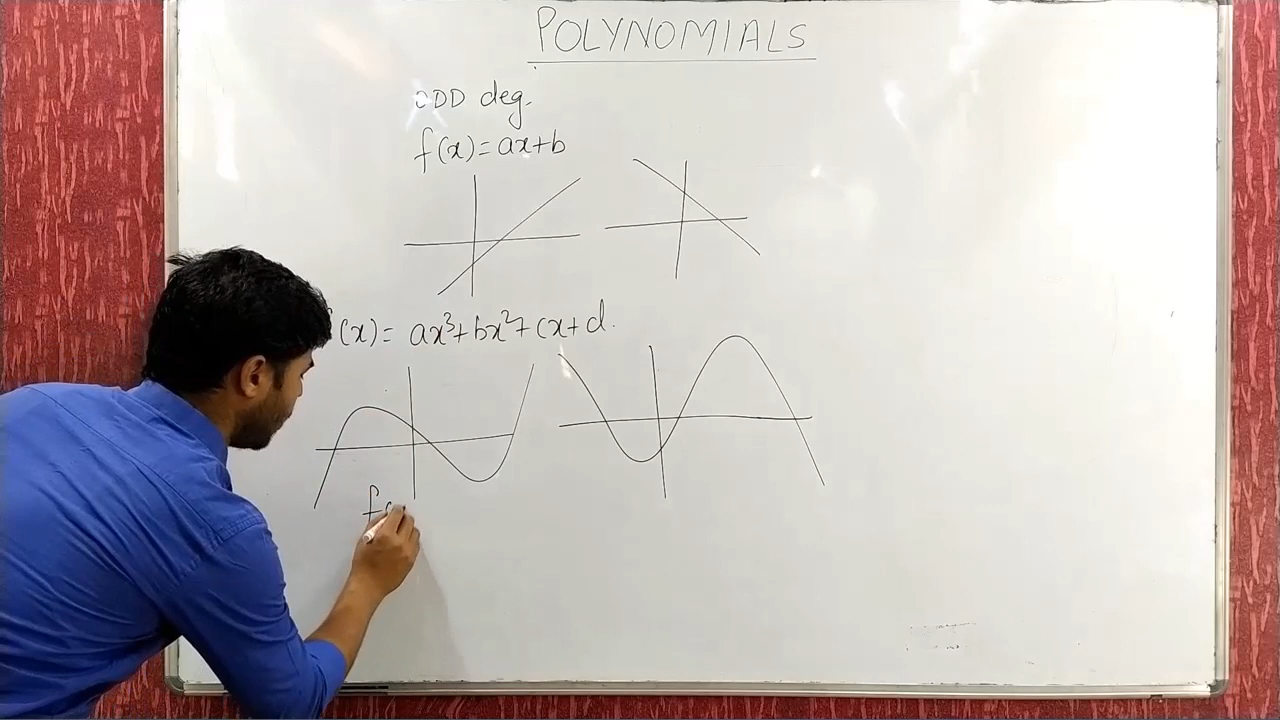 POLYNOMIALS
ODD deg.
f(x)=ax+b
(x)= ax³+bx²+cx+d.
f(